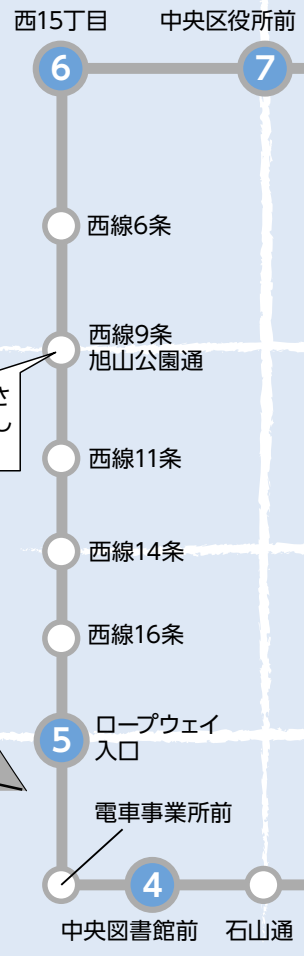 西15丁目
中央区役所前
6
7
西線6条
西線9条
旭山公園通
さ
し
西線11条
西線14条
西線16条
5
ロープウェイ
入口
電車事業所前
4
中央図書館前
石山通